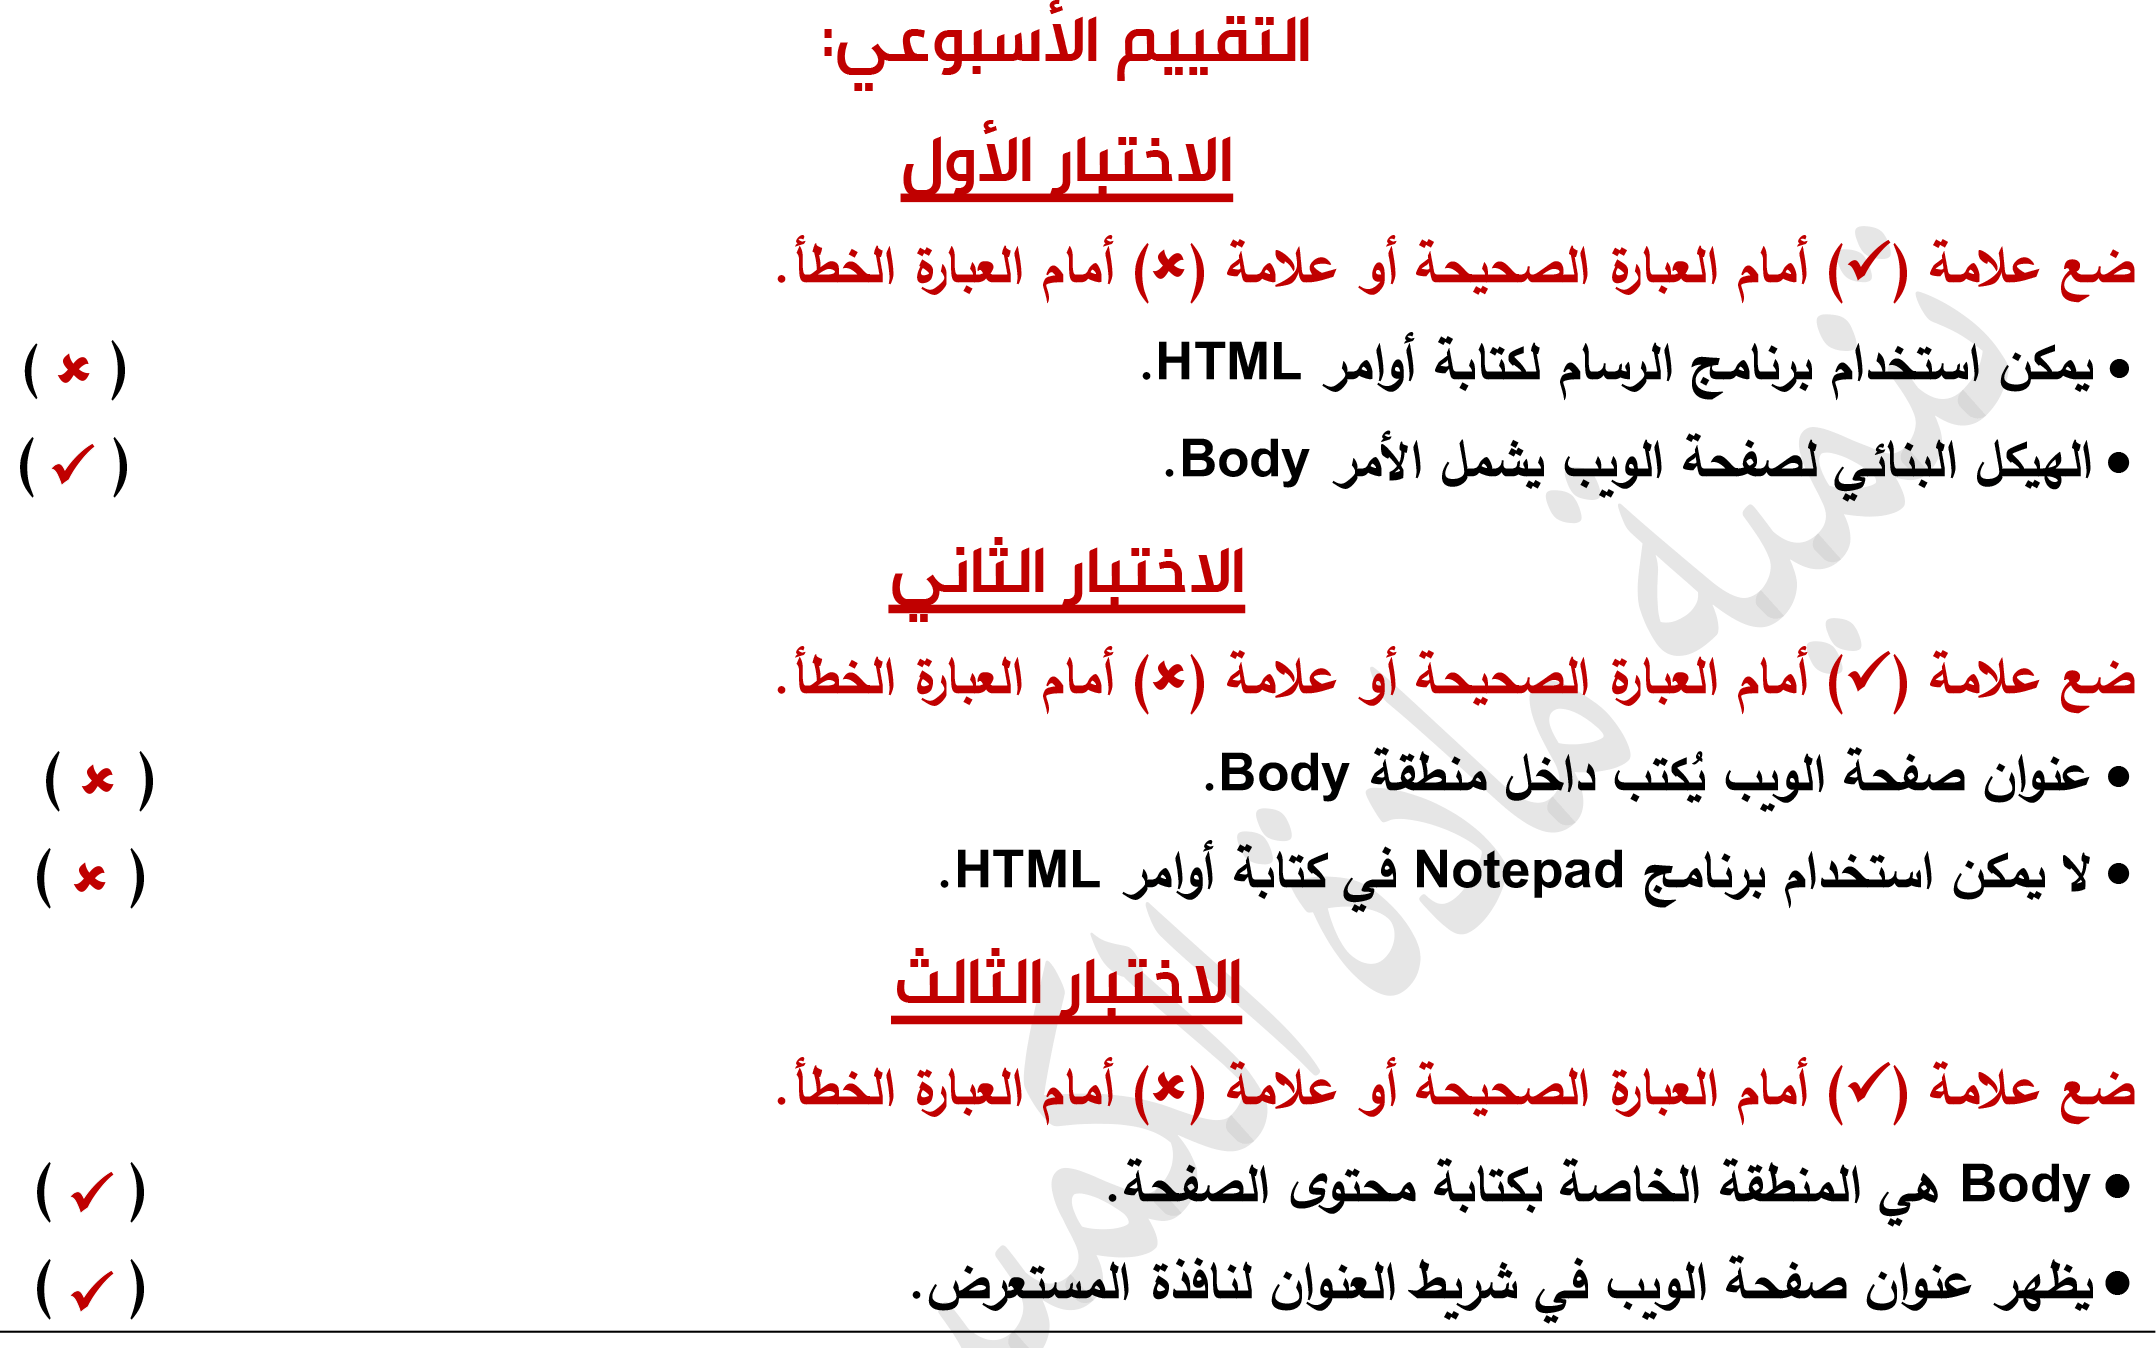 التقييم الأسبوعي:
الاختبار الأول
ضع علامة (✓) أمام العبارة الصحيحة أو علامة (✗) أمام العبارة الخطأ.
• يمكن استخدام برنامج الرسام لكتابة أوامر HTML. ( ✗ )
• الهيكل البنائي لصفحة الويب يشمل الأمر Body. ( ✓ )
الاختبار الثاني
ضع علامة (✓) أمام العبارة الصحيحة أو علامة (✗) أمام العبارة الخطأ.
• عنوان صفحة الويب يُكتب داخل منطقة Body. ( ✗ )
• لا يمكن استخدام برنامج Notepad في كتابة أوامر HTML. ( ✗ )
الاختبار الثالث
ضع علامة (✓) أمام العبارة الصحيحة أو علامة (✗) أمام العبارة الخطأ.
• Body هي المنطقة الخاصة بكتابة محتوى الصفحة. ( ✓ )
• يظهر عنوان صفحة الويب في شريط العنوان لنافذة المستعرض. ( ✓ )